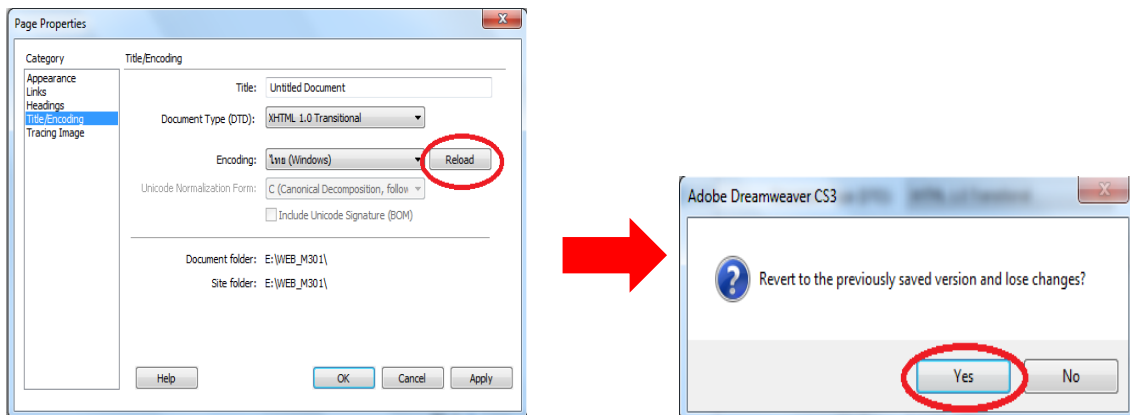 Page Properties
Category
Title/Encoding
Appearance
Links
Headings
Title/Encoding
Tracing Image
Title: Untitled Document
Document Type (DTD): XHTML 1.0 Transitional
Encoding: ไทย (Windows) Reload
Unicode Normalization Form: C (Canonical Decomposition, follow
Include Unicode Signature (BOM)
Document folder: E:\WEB_M301\
Site folder: E:\WEB_M301\
Help OK Cancel Apply
Adobe Dreamweaver CS3
Revert to the previously saved version and lose changes?
Yes No